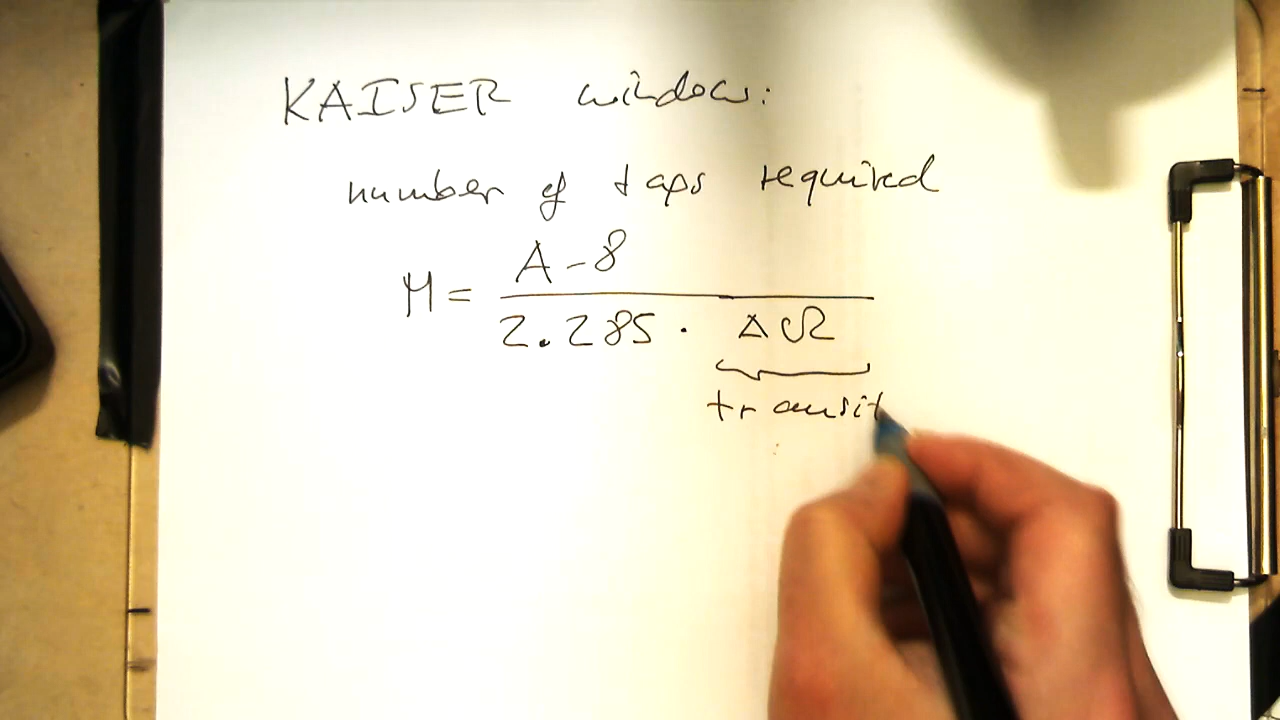 KAISER window:
number of taps required
M = A - 8
2.285 · ΔΩ
transit